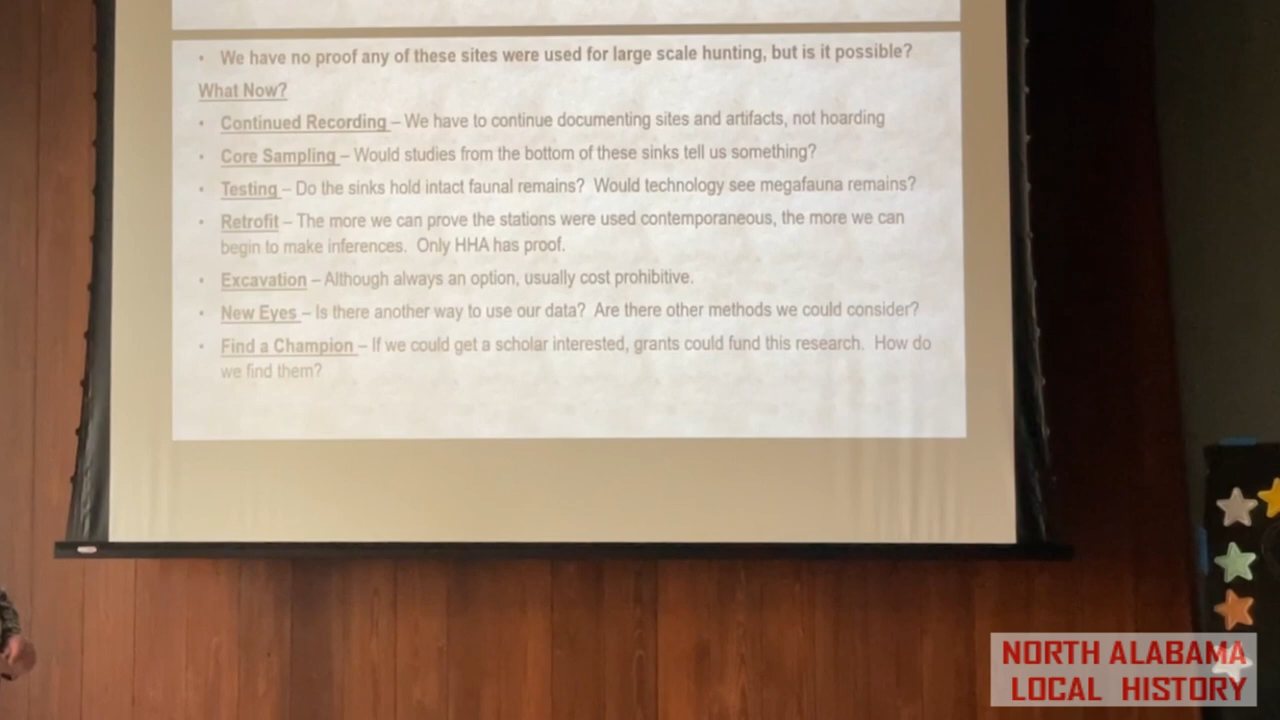 • We have no proof any of these sites were used for large scale hunting, but is it possible?
What Now?
• Continued Recording – We have to continue documenting sites and artifacts, not hoarding
• Core Sampling – Would studies from the bottom of these sinks tell us something?
• Testing – Do the sinks hold intact faunal remains? Would technology see megafauna remains?
• Retrofit – The more we can prove the stations were used contemporaneous, the more we can
begin to make inferences. Only HHA has proof.
• Excavation – Although always an option, usually cost prohibitive.
• New Eyes – Is there another way to use our data? Are there other methods we could consider?
• Find a Champion – If we could get a scholar interested, grants could fund this research. How do
we find them?
NORTH ALABAMA
LOCAL HISTORY